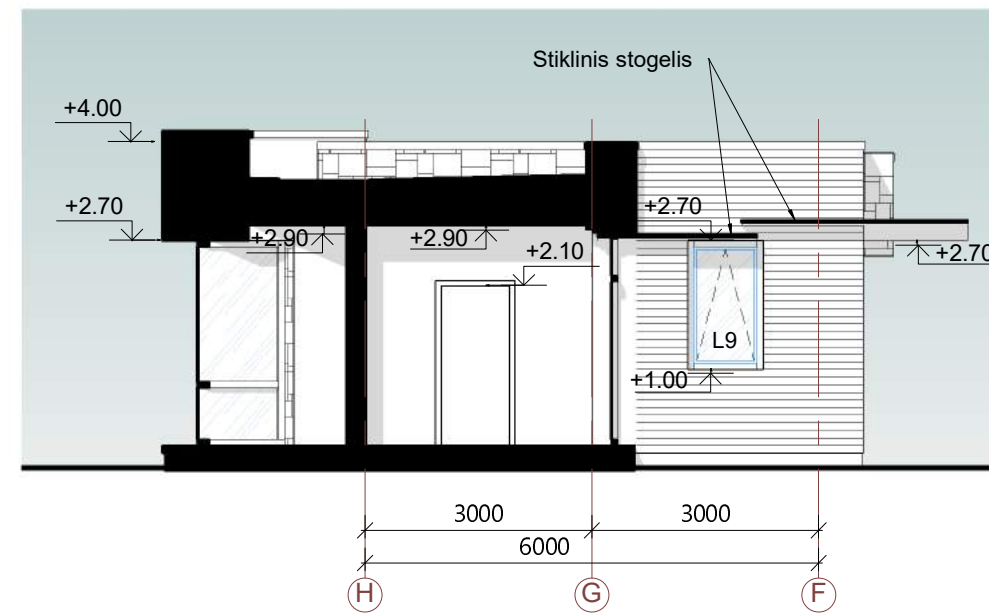 Stiklinis stogelis
+4.00
+2.70
+2.70
+2.90
+2.90
+2.10
+2.70
L9
+1.00
3000
3000
6000
H
G
F